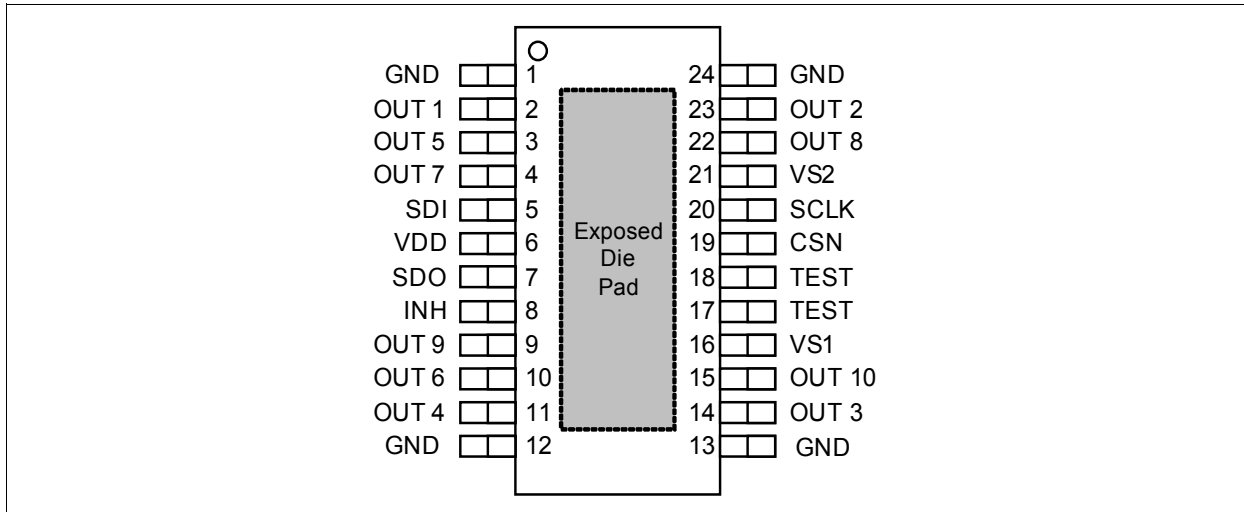 GND 1 24 GND
OUT 1 2 23 OUT 2
OUT 5 3 22 OUT 8
OUT 7 4 21 VS2
SDI 5 20 SCLK
VDD 6 19 CSN
SDO 7 18 TEST
INH 8 17 TEST
OUT 9 9 16 VS1
OUT 6 10 15 OUT 10
OUT 4 11 14 OUT 3
GND 12 13 GND
Exposed
Die
Pad